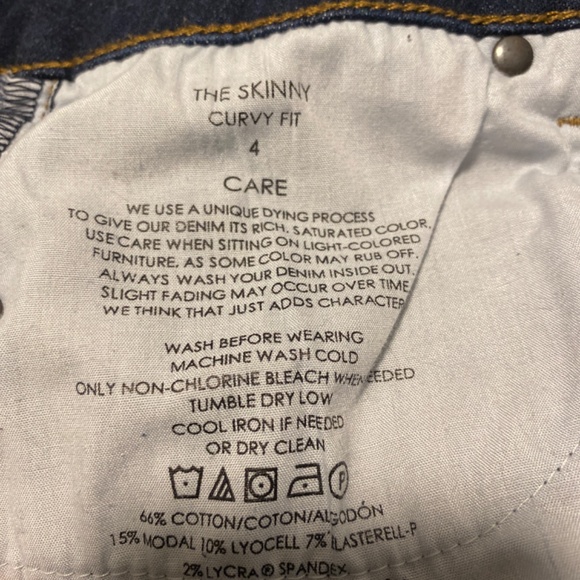 THE SKINNY
CURVY FIT
4
CARE
WE USE A UNIQUE DYING PROCESS
TO GIVE OUR DENIM ITS RICH, SATURATED COLOR.
USE CARE WHEN SITTING ON LIGHT-COLORED
FURNITURE, AS SOME COLOR MAY RUB OFF.
ALWAYS WASH YOUR DENIM INSIDE OUT.
SLIGHT FADING MAY OCCUR OVER TIME
WE THINK THAT JUST ADDS CHARACTER
WASH BEFORE WEARING
MACHINE WASH COLD
ONLY NON-CHLORINE BLEACH WHEN NEEDED
TUMBLE DRY LOW
COOL IRON IF NEEDED
OR DRY CLEAN
P
66% COTTON/COTON/ALGODÓN
15% MODAL 10% LYOCELL 7% ELASTERELL-P
2% LYCRA® SPANDEX